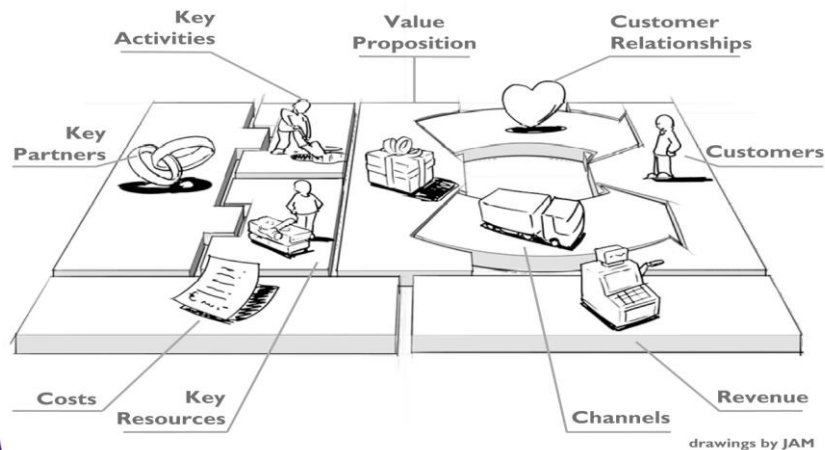 Key
Activities
Value
Proposition
Customer
Relationships
Key
Partners
Customers
Costs
Key
Resources
Channels
Revenue
drawings by JAM